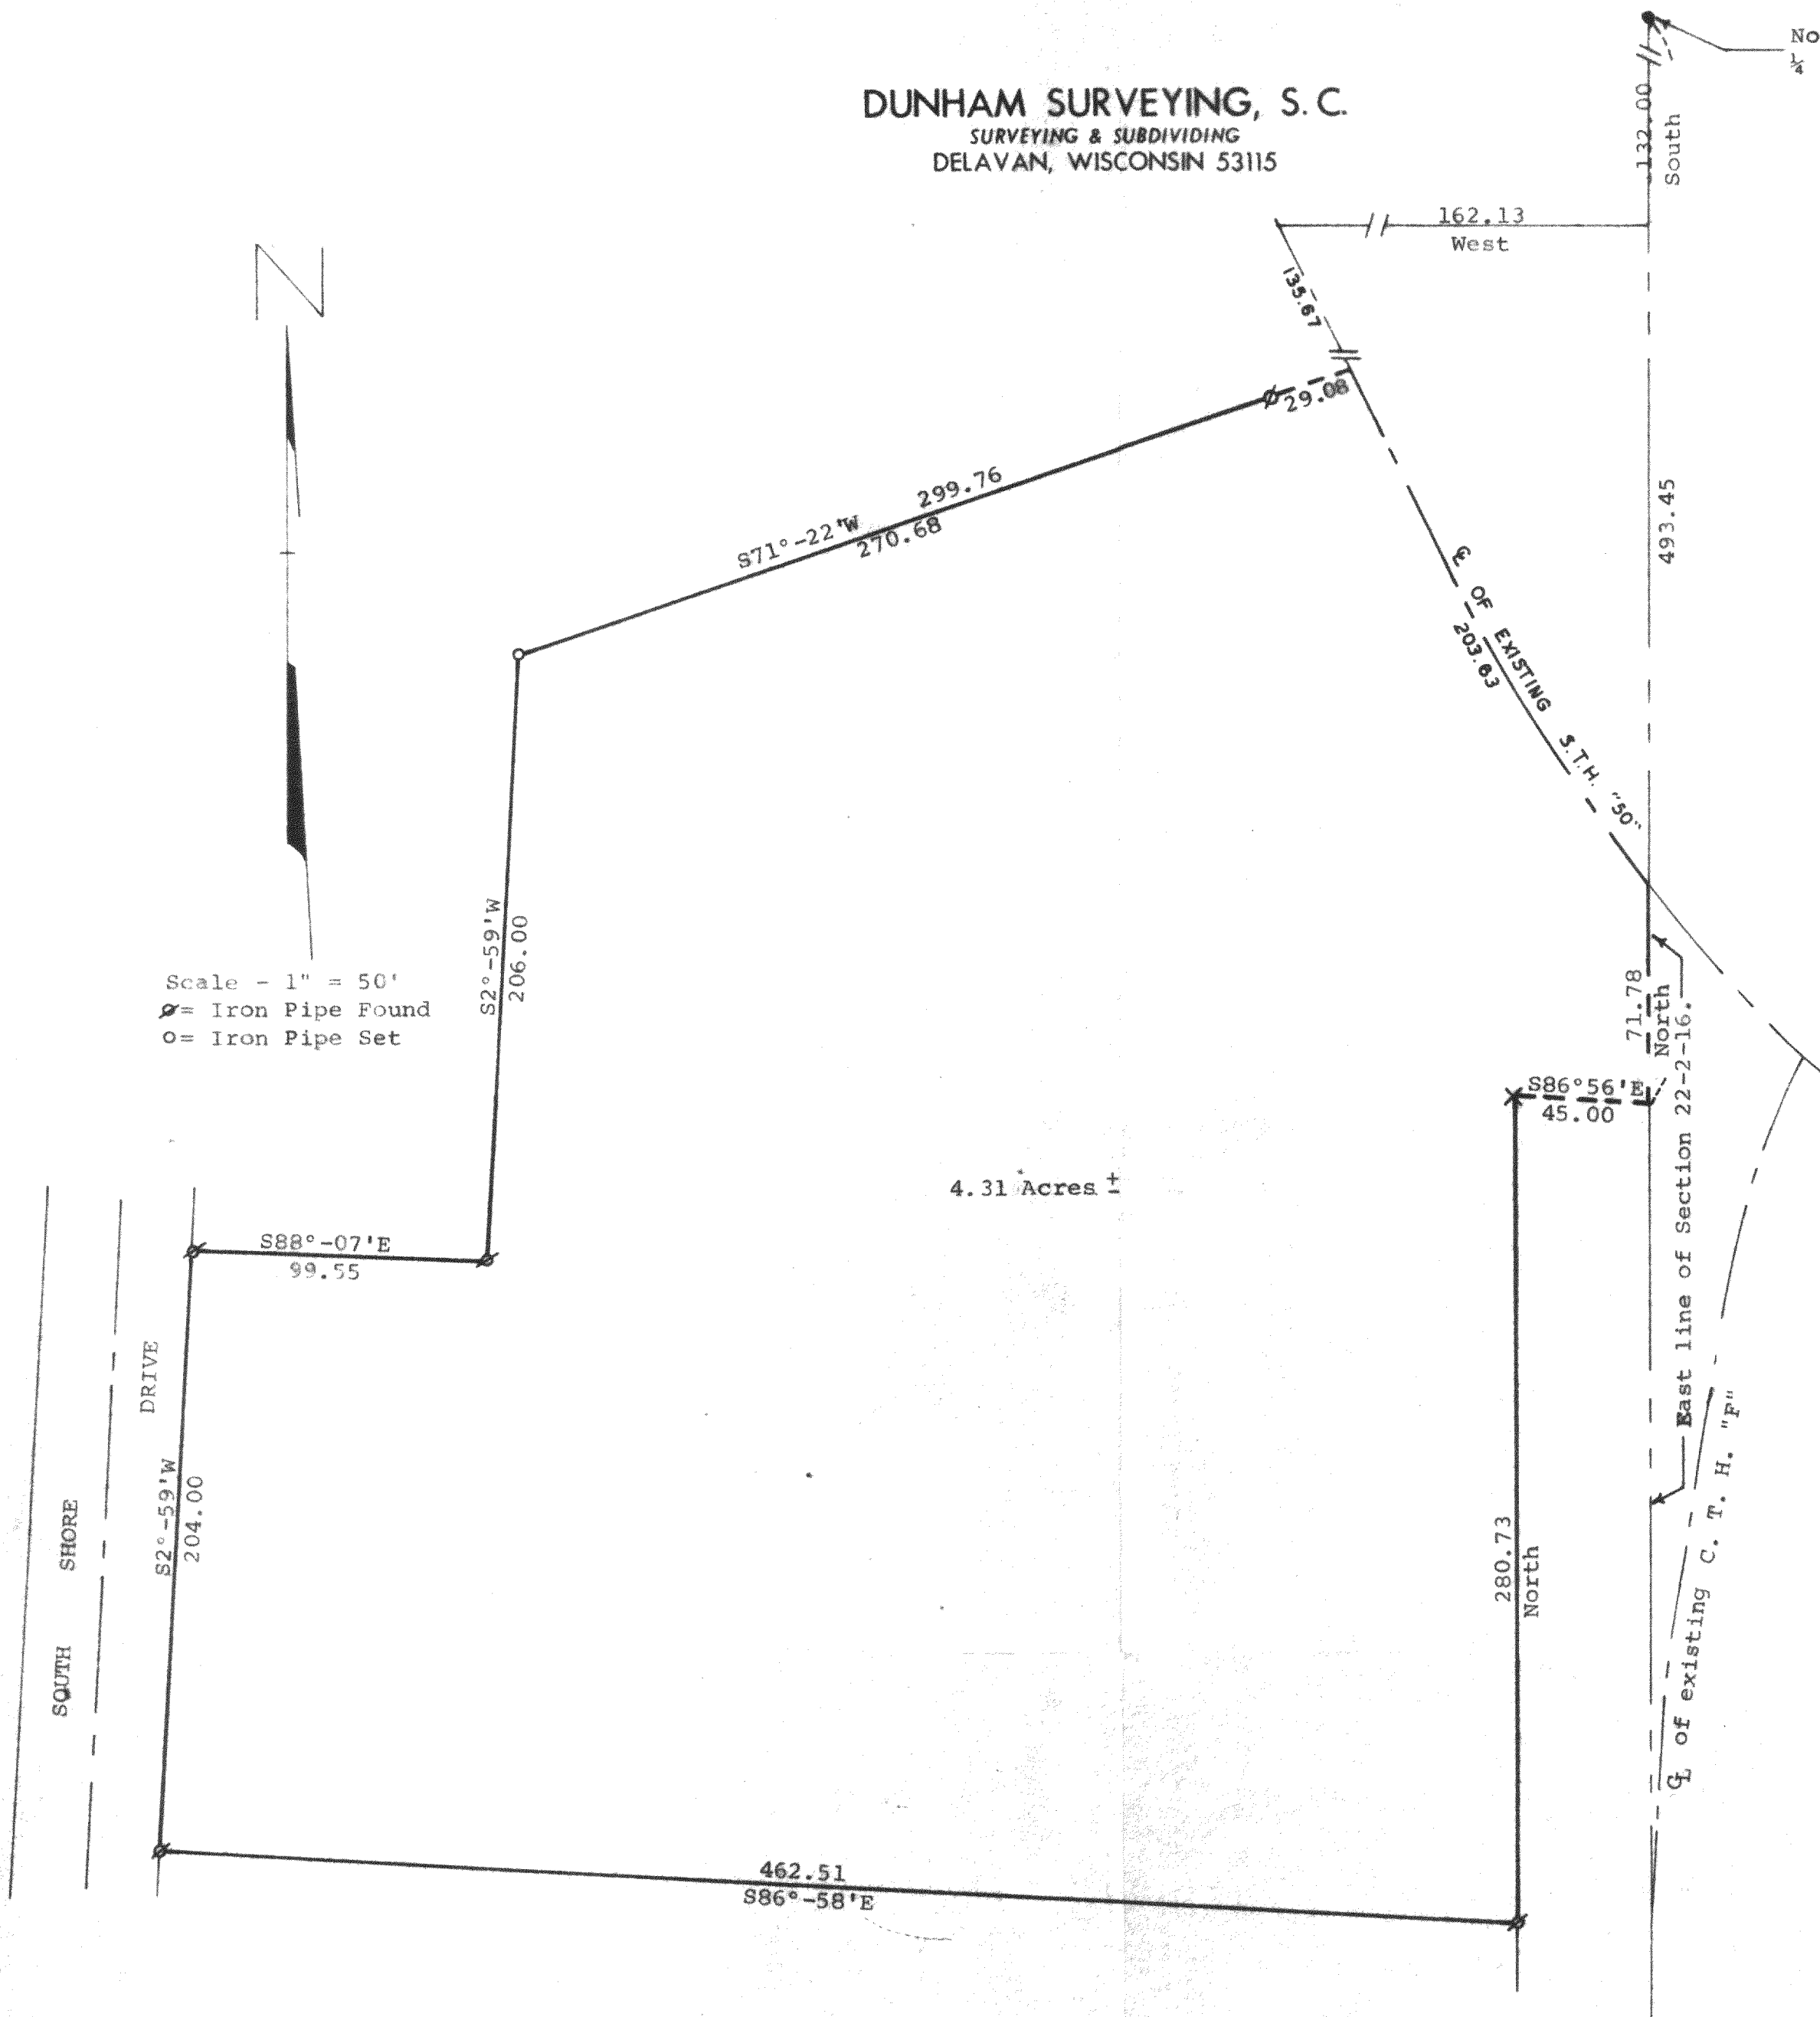 DUNHAM SURVEYING, S. C.
SURVEYING & SUBDIVIDING
DELAVAN, WISCONSIN 53115
No
¼
132.00
South
162.13
West
N
135.67
29.08
493.45
299.76
S71°-22'W
270.68
℄ OF EXISTING S.T.H. "50"
203.63
S2°-59'W
206.00
Scale - 1" = 50'
ø= Iron Pipe Found
o= Iron Pipe Set
71.78
North
S86°56'E
45.00
East line of Section 22-2-16.
4.31 Acres ±
S88°-07'E
99.55
SOUTH SHORE DRIVE
S2°-59'W
204.00
280.73
North
℄ of existing C. T. H. "F"
462.51
S86°-58'E